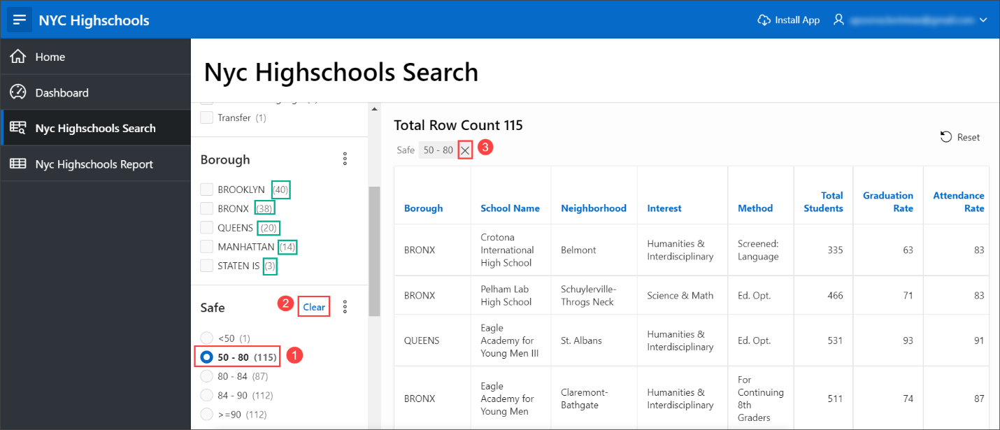 NYC Highschools
Install App
Home
Dashboard
Nyc Highschools Search
Nyc Highschools Report
Nyc Highschools Search
Transfer (1)
Borough
BROOKLYN (40)
BRONX (38)
QUEENS (20)
MANHATTAN (14)
STATEN IS (3)
Safe
2
Clear
<50 (1)
50 - 80 (115)
1
80 - 84 (87)
84 - 90 (112)
>=90 (112)
Total Row Count 115
Safe 50 - 80
3
Reset
Borough
School Name
Neighborhood
Interest
Method
Total
Students
Graduation
Rate
Attendance
Rate
BRONX
Crotona
International
High School
Belmont
Humanities &
Interdisciplinary
Screened:
Language
335
63
83
BRONX
Pelham Lab
High School
Schuylerville-
Throgs Neck
Science & Math
Ed. Opt.
466
71
83
QUEENS
Eagle
Academy for
Young Men III
St. Albans
Humanities &
Interdisciplinary
Ed. Opt.
531
93
91
BRONX
Eagle
Academy for
Young Men
Claremont-
Bathgate
Humanities &
Interdisciplinary
For
Continuing
8th
Graders
511
74
87